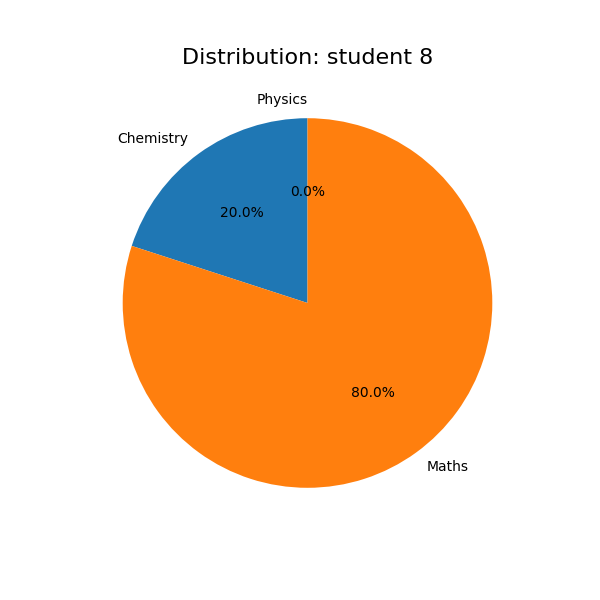 Distribution: student 8
Physics
Chemistry
0.0%
20.0%
80.0%
Maths